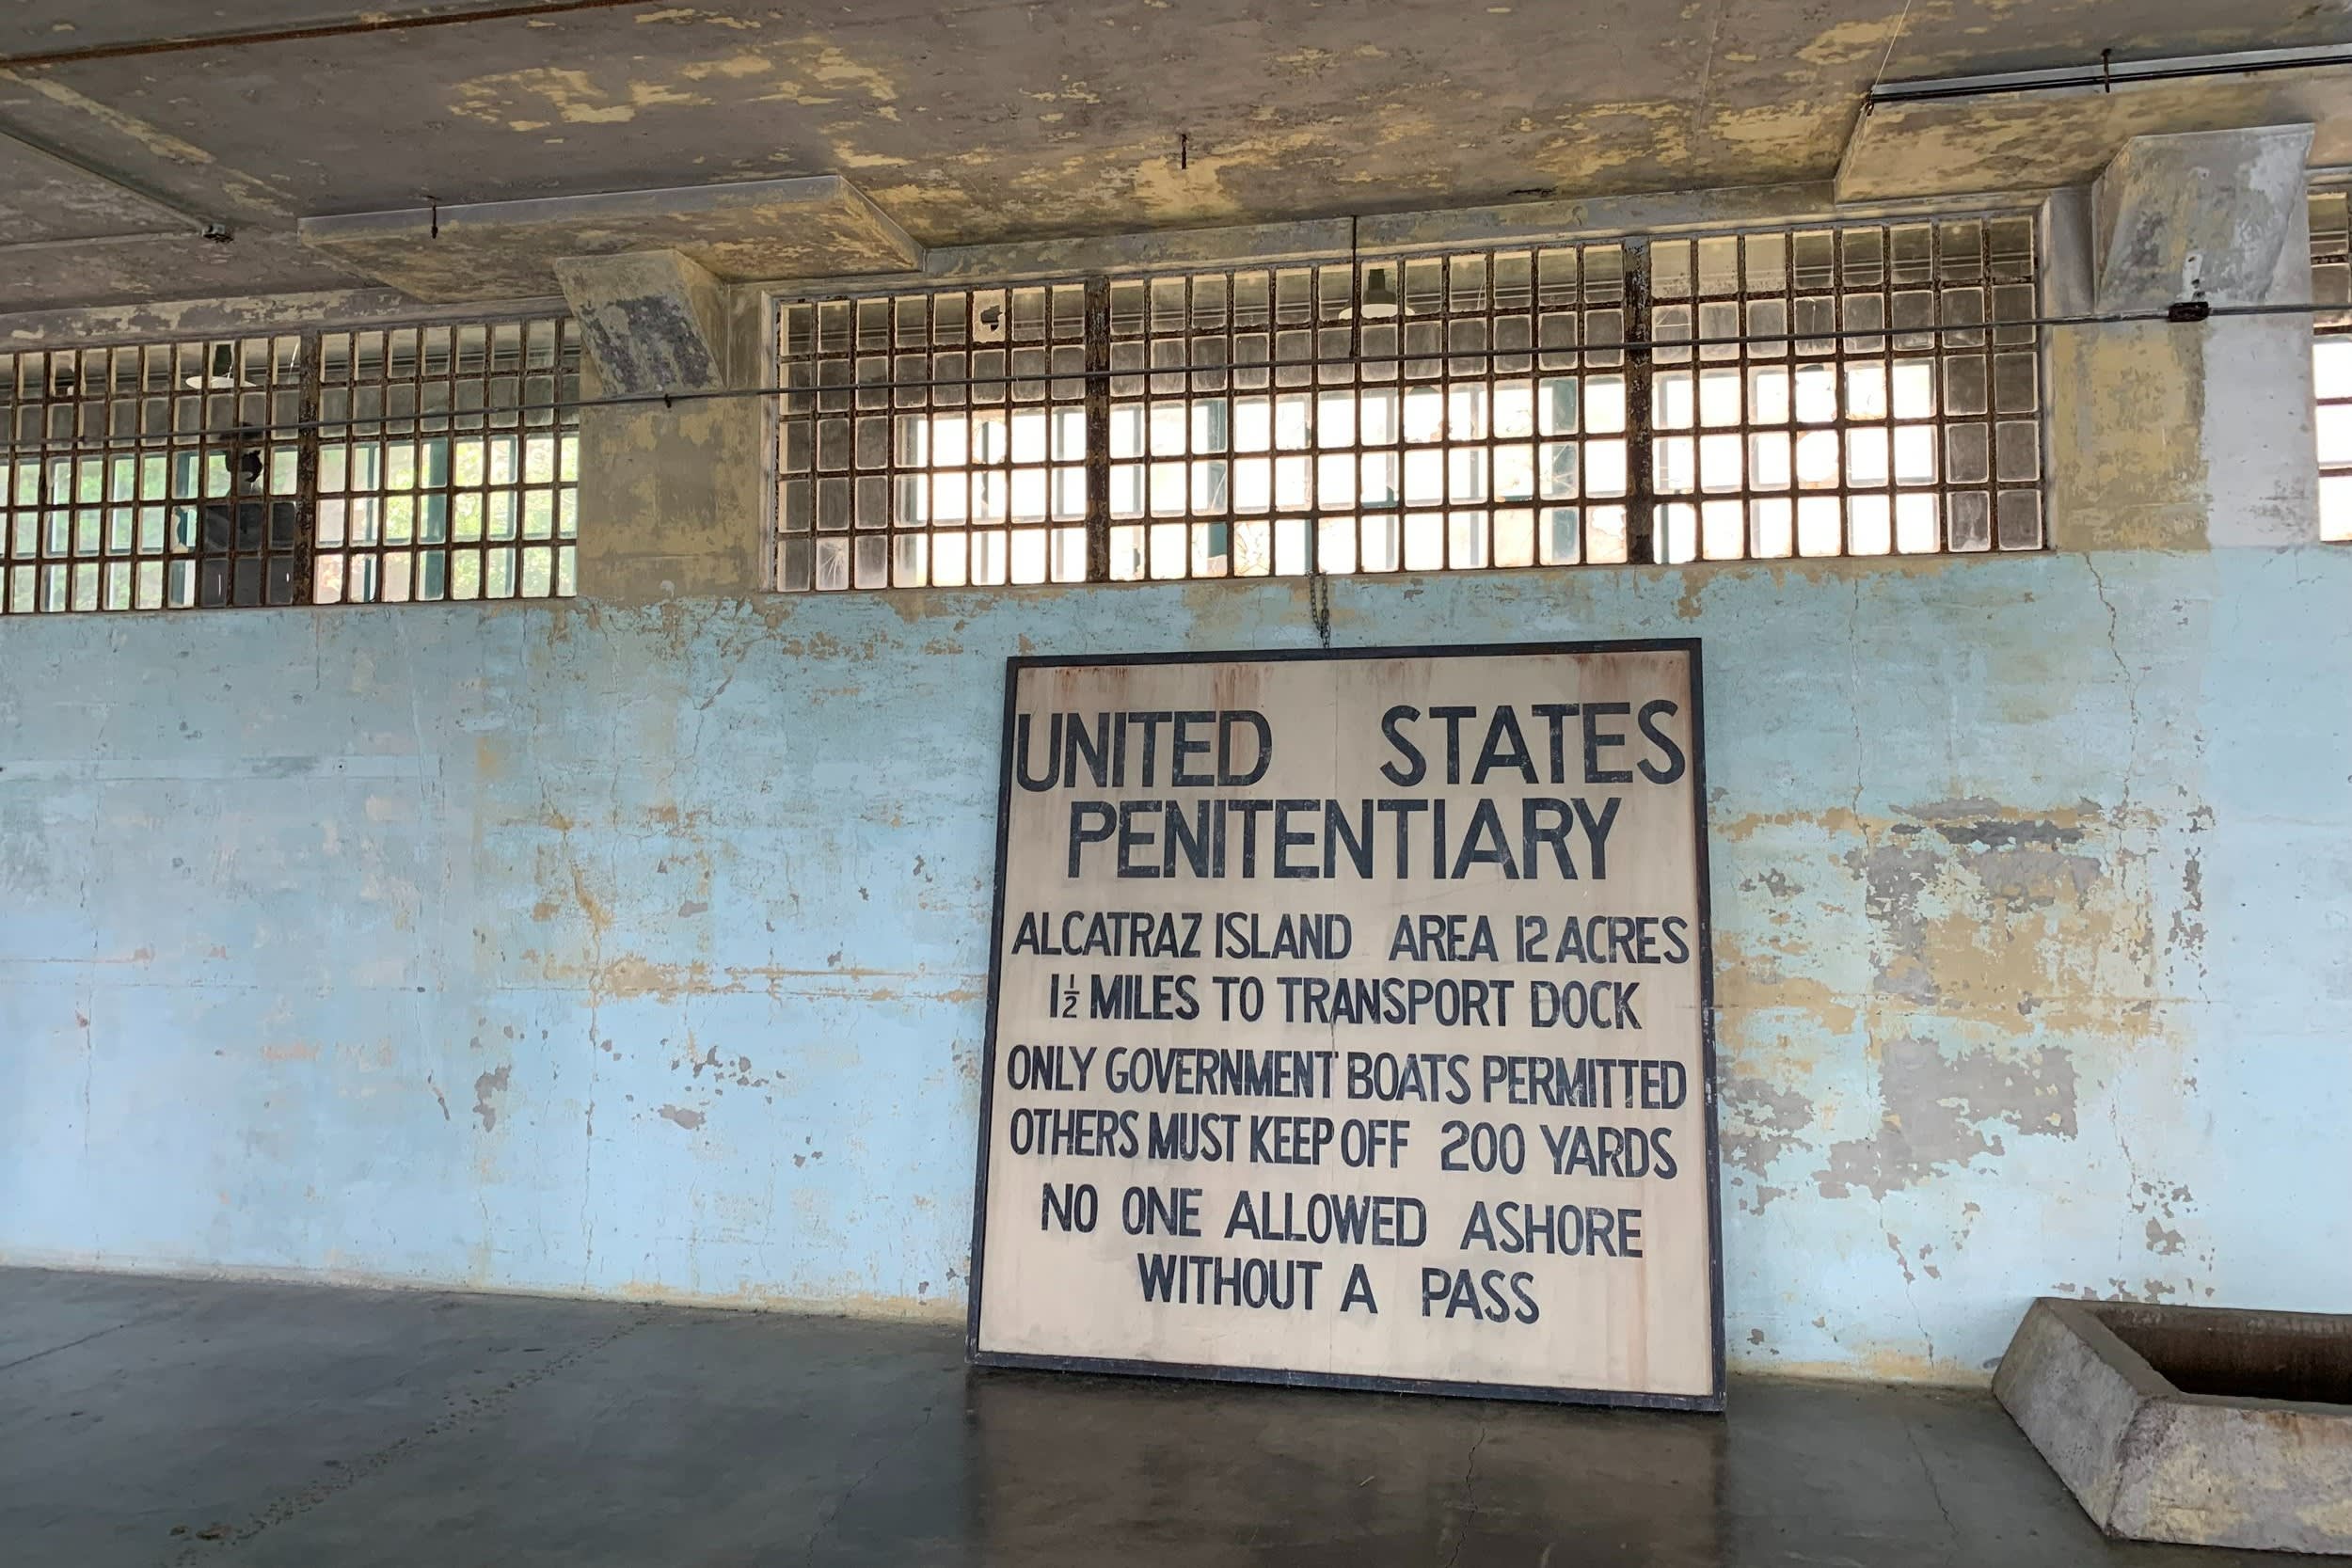 UNITED STATES
PENITENTIARY
ALCATRAZ ISLAND AREA 12 ACRES
1½ MILES TO TRANSPORT DOCK
ONLY GOVERNMENT BOATS PERMITTED
OTHERS MUST KEEP OFF 200 YARDS
NO ONE ALLOWED ASHORE
WITHOUT A PASS